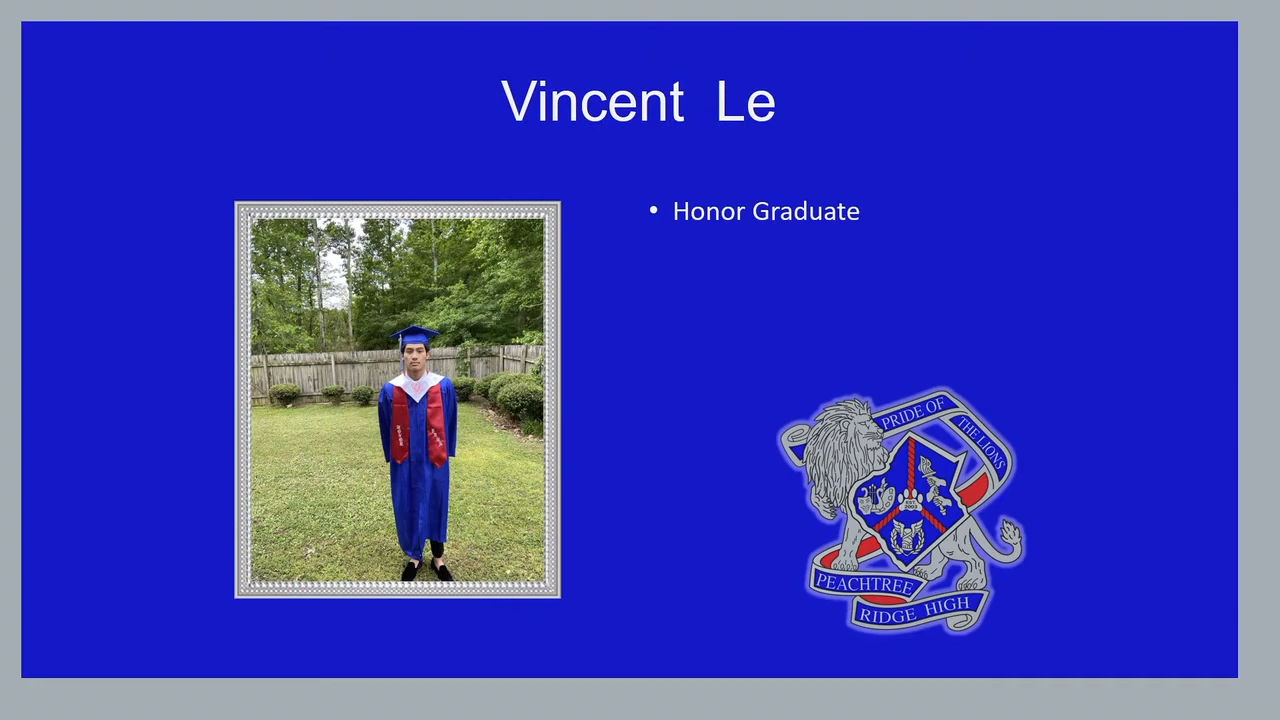 Vincent Le
• Honor Graduate
PRIDE OF
THE LIONS
PEACHTREE
RIDGE HIGH